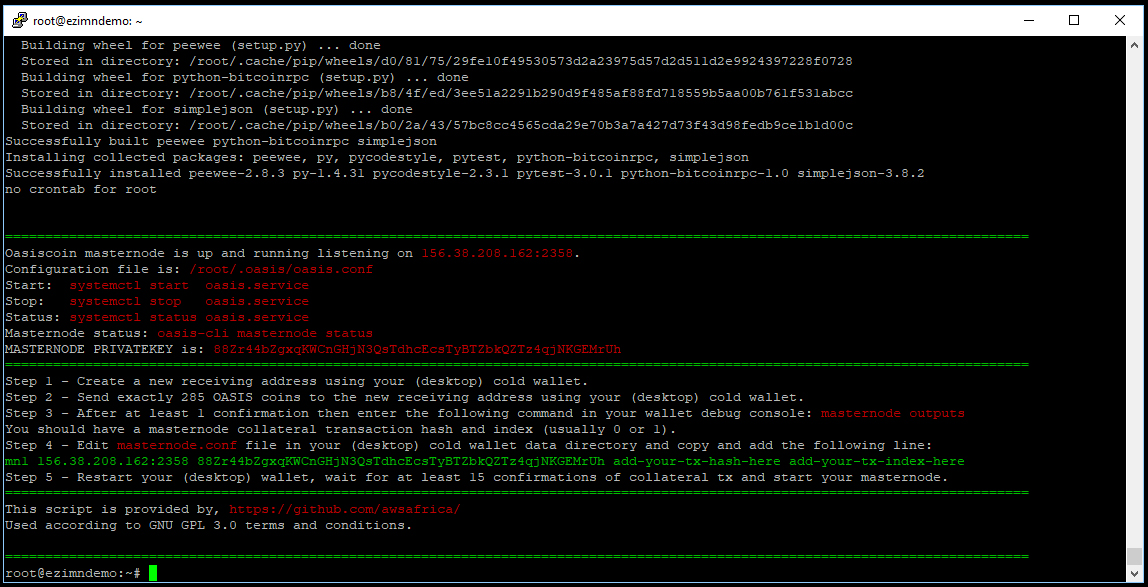 root@ezimndemo: ~
Building wheel for peewee (setup.py) ... done
Stored in directory: /root/.cache/pip/wheels/d0/81/75/29fe10f49530573d2a23975d57d2d511d2e9924397228f0728
Building wheel for python-bitcoinrpc (setup.py) ... done
Stored in directory: /root/.cache/pip/wheels/b8/4f/ed/3ee51a2291b290d9f485af88fd718559b5aa00b761f531abcc
Building wheel for simplejson (setup.py) ... done
Stored in directory: /root/.cache/pip/wheels/b0/2a/43/57bc8cc4565cda29e70b3a7a427d73f43d98fedb9ce1b1d00c
Successfully built peewee python-bitcoinrpc simplejson
Installing collected packages: peewee, py, pycodestyle, pytest, python-bitcoinrpc, simplejson
Successfully installed peewee-2.8.3 py-1.4.31 pycodestyle-2.3.1 pytest-3.0.1 python-bitcoinrpc-1.0 simplejson-3.8.2
no crontab for root
================================================================================================================================
Oasiscoin masternode is up and running listening on 156.38.208.162:2358.
Configuration file is: /root/.oasis/oasis.conf
Start:  systemctl start  oasis.service
Stop:   systemctl stop   oasis.service
Status: systemctl status oasis.service
Masternode status: oasis-cli masternode status
MASTERNODE PRIVATEKEY is: 88Zr44bZgxqKWCnGHjN3QsTdhcEcsTyBTZbkQZTz4qjNKGEMrUh
================================================================================================================================
Step 1 - Create a new receiving address using your (desktop) cold wallet.
Step 2 - Send exactly 285 OASIS coins to the new receiving address using your (desktop) cold wallet.
Step 3 - After at least 1 confirmation then enter the following command in your wallet debug console: masternode outputs
You should have a masternode collateral transaction hash and index (usually 0 or 1).
Step 4 - Edit masternode.conf file in your (desktop) cold wallet data directory and copy and add the following line:
mn1 156.38.208.162:2358 88Zr44bZgxqKWCnGHjN3QsTdhcEcsTyBTZbkQZTz4qjNKGEMrUh add-your-tx-hash-here add-your-tx-index-here
Step 5 - Restart your (desktop) wallet, wait for at least 15 confirmations of collateral tx and start your masternode.
================================================================================================================================
This script is provided by, https://github.com/awsafrica/
Used according to GNU GPL 3.0 terms and conditions.
================================================================================================================================
root@ezimndemo:~#